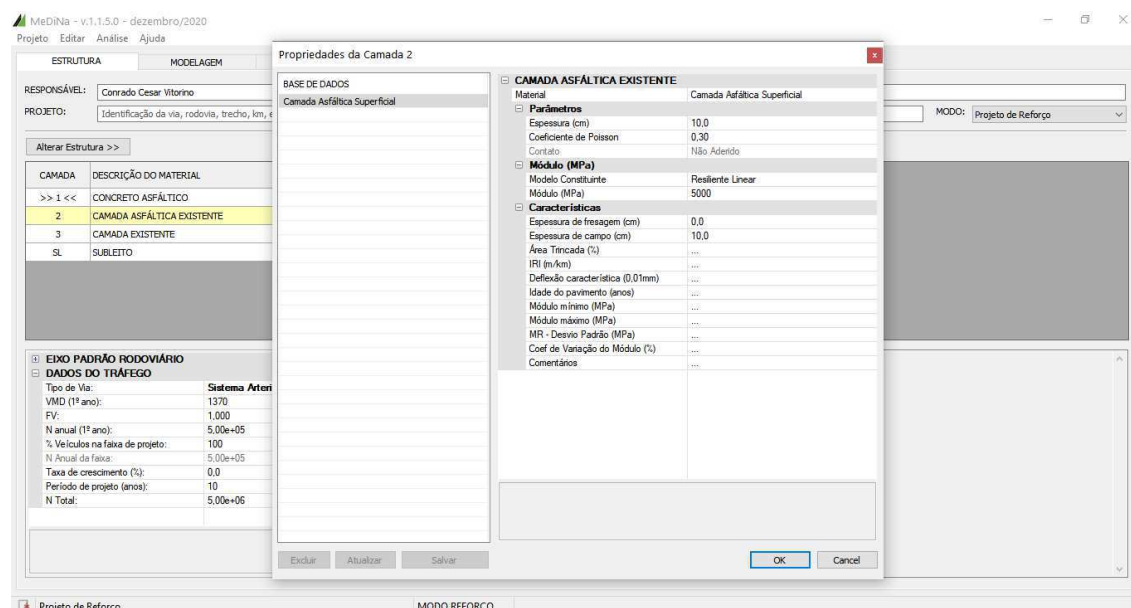 MeDiNa - v.1.1.5.0 - dezembro/2020
Projeto Editar Análise Ajuda
ESTRUTURA MODELAGEM
RESPONSÁVEL: Conrado Cesar Vitorino
PROJETO: Identificação da via, rodovia, trecho, km, e
MODO: Projeto de Reforço
Alterar Estrutura >>
CAMADA DESCRIÇÃO DO MATERIAL
>> 1 << CONCRETO ASFÁLTICO
2 CAMADA ASFÁLTICA EXISTENTE
3 CAMADA EXISTENTE
SL SUBLEITO
EIXO PADRÃO RODOVIÁRIO
DADOS DO TRÁFEGO
Tipo de Via: Sistema Arteri
VMD (1º ano): 1370
FV: 1,000
N anual (1º ano): 5,00e+05
% Veículos na faixa de projeto: 100
N Anual da faixa: 5,00e+05
Taxa de crescimento (%): 0,0
Período de projeto (anos): 10
N Total: 5,00e+06
Propriedades da Camada 2
x
BASE DE DADOS
Camada Asfáltica Superficial
CAMADA ASFÁLTICA EXISTENTE
Material Camada Asfáltica Superficial
Parâmetros
Espessura (cm) 10,0
Coeficiente de Poisson 0,30
Contato Não Aderido
Módulo (MPa)
Modelo Constituinte Resiliente Linear
Módulo (MPa) 5000
Características
Espessura de fresagem (cm) 0,0
Espessura de campo (cm) 10,0
Área Trincada (%) ...
IRI (m/km) ...
Deflexão característica (0,01mm) ...
Idade do pavimento (anos) ...
Módulo mínimo (MPa) ...
Módulo máximo (MPa) ...
MR - Desvio Padrão (MPa) ...
Coef de Variação do Módulo (%) ...
Comentários ...
Excluir Atualizar Salvar OK Cancel
Projeto de Reforço MODO REFORÇO